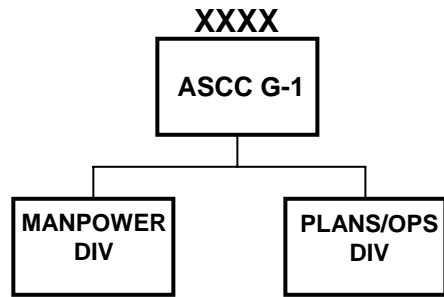 XXXX
ASCC G-1
MANPOWER
DIV
PLANS/OPS
DIV